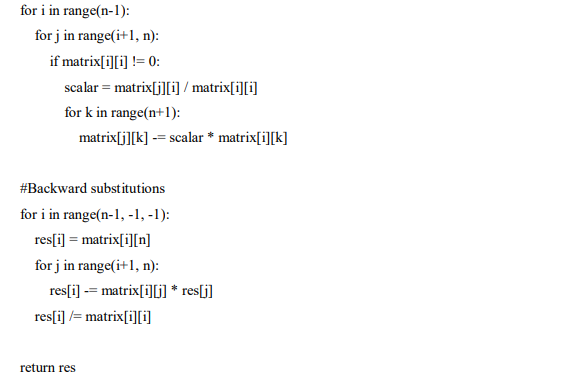 for i in range(n-1):
for j in range(i+1, n):
if matrix[i][i] != 0:
scalar = matrix[j][i] / matrix[i][i]
for k in range(n+1):
matrix[j][k] -= scalar * matrix[i][k]
#Backward substitutions
for i in range(n-1, -1, -1):
res[i] = matrix[i][n]
for j in range(i+1, n):
res[i] -= matrix[i][j] * res[j]
res[i] /= matrix[i][i]
return res